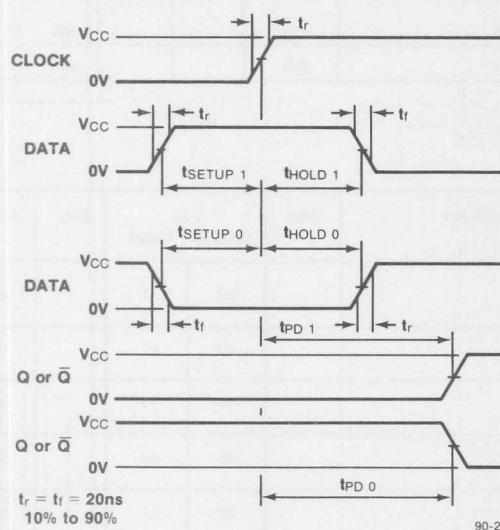 tr
VCC
CLOCK
0V
VCC
tr
tf
DATA
0V
tSETUP 1
tHOLD 1
tSETUP 0
tHOLD 0
VCC
DATA
0V
tf
tPD 1
tr
VCC
Q or Q̅
0V
VCC
Q or Q̅
0V
tPD 0
tr = tf = 20ns
10% to 90%
90-2